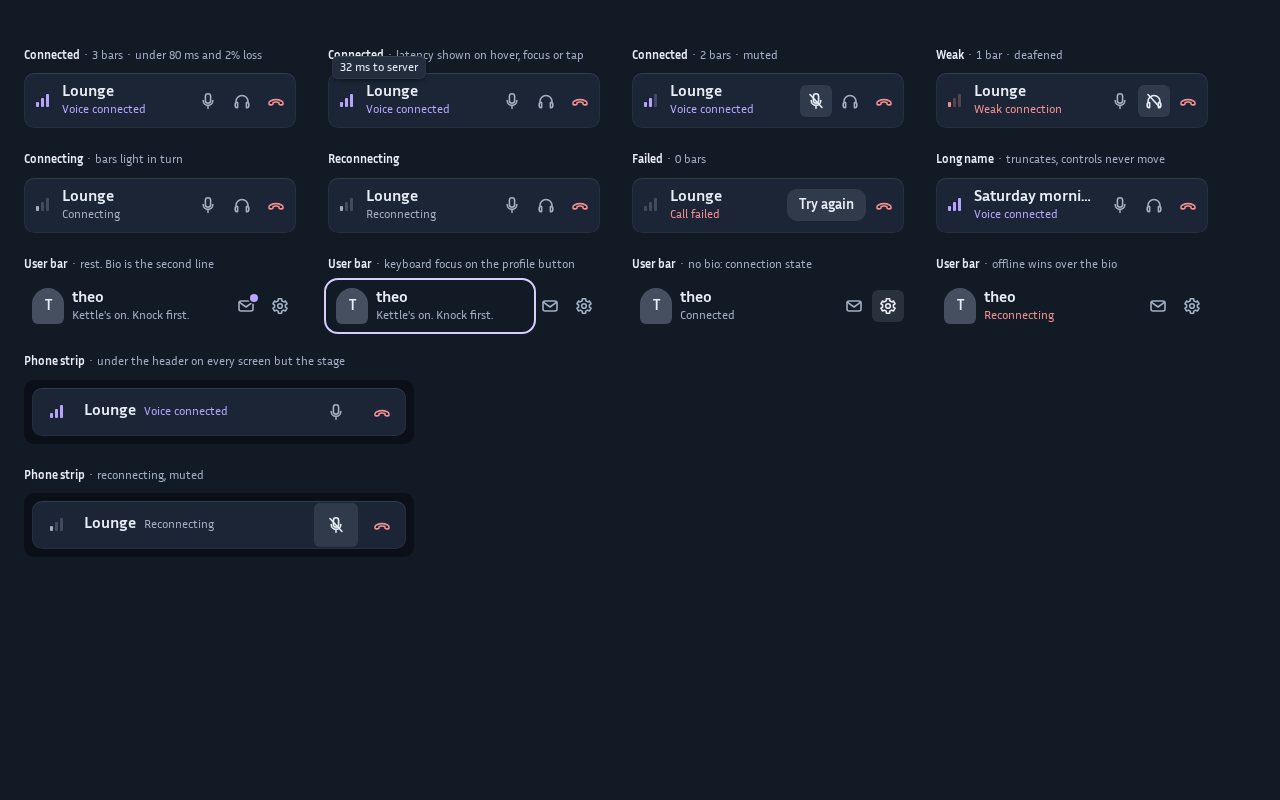 Connected · 3 bars · under 80 ms and 2% loss
Lounge
Voice connected
Connected · latency shown on hover, focus or tap
32 ms to server
Lounge
Voice connected
Connected · 2 bars · muted
Lounge
Voice connected
Weak · 1 bar · deafened
Lounge
Weak connection
Connecting · bars light in turn
Lounge
Connecting
Reconnecting
Lounge
Reconnecting
Failed · 0 bars
Lounge
Call failed
Try again
Long name · truncates, controls never move
Saturday morni...
Voice connected
User bar · rest. Bio is the second line
T
theo
Kettle's on. Knock first.
User bar · keyboard focus on the profile button
T
theo
Kettle's on. Knock first.
User bar · no bio: connection state
T
theo
Connected
User bar · offline wins over the bio
T
theo
Reconnecting
Phone strip · under the header on every screen but the stage
Lounge Voice connected
Phone strip · reconnecting, muted
Lounge Reconnecting